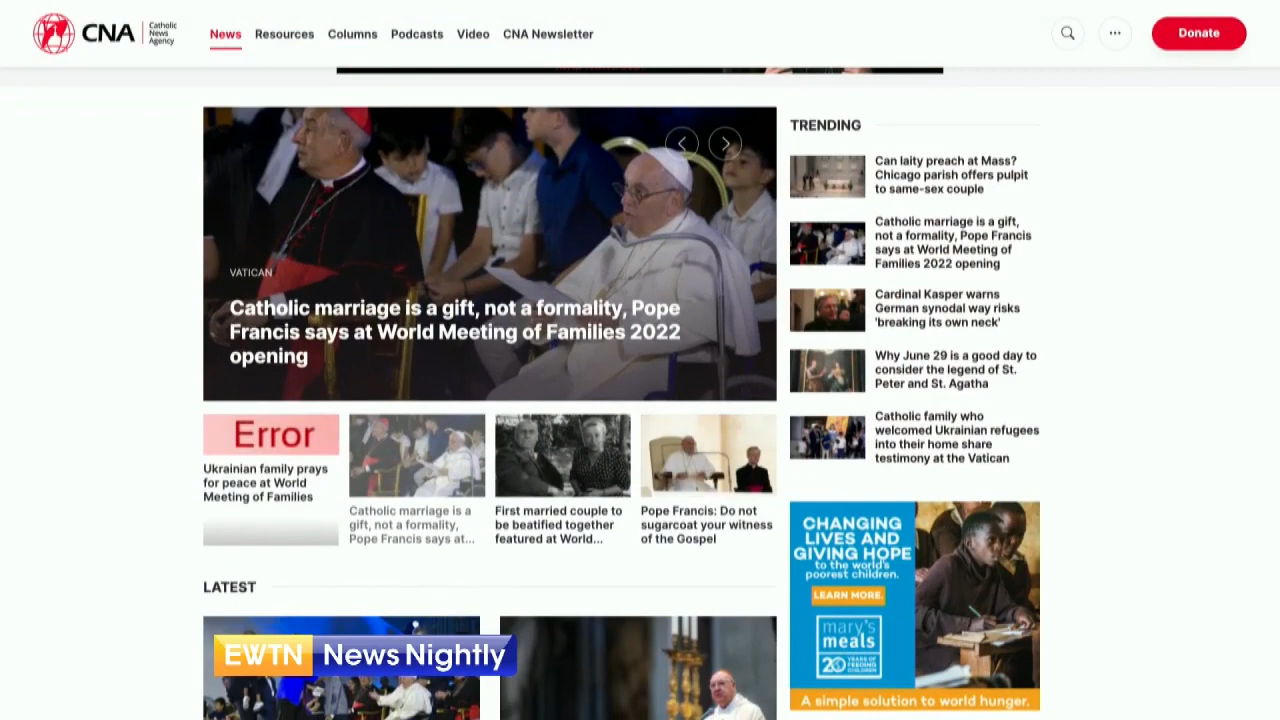 CNA
Catholic
News
Agency
News
Resources
Columns
Podcasts
Video
CNA Newsletter
Donate
VATICAN
Catholic marriage is a gift, not a formality, Pope
Francis says at World Meeting of Families 2022
opening
Error
Ukrainian family prays
for peace at World
Meeting of Families
Catholic marriage is a
gift, not a formality,
Pope Francis says at...
First married couple to
be beatified together
featured at World...
Pope Francis: Do not
sugarcoat your witness
of the Gospel
LATEST
EWTN News Nightly
TRENDING
Can laity preach at Mass?
Chicago parish offers pulpit
to same-sex couple
Catholic marriage is a gift,
not a formality, Pope Francis
says at World Meeting of
Families 2022 opening
Cardinal Kasper warns
German synodal way risks
'breaking its own neck'
Why June 29 is a good day to
consider the legend of St.
Peter and St. Agatha
Catholic family who
welcomed Ukrainian refugees
into their home share
testimony at the Vatican
CHANGING
LIVES AND
GIVING HOPE
to the world's
poorest children.
LEARN MORE.
mary's
meals
20 YEARS OF
FEEDING
CHILDREN
A simple solution to world hunger.